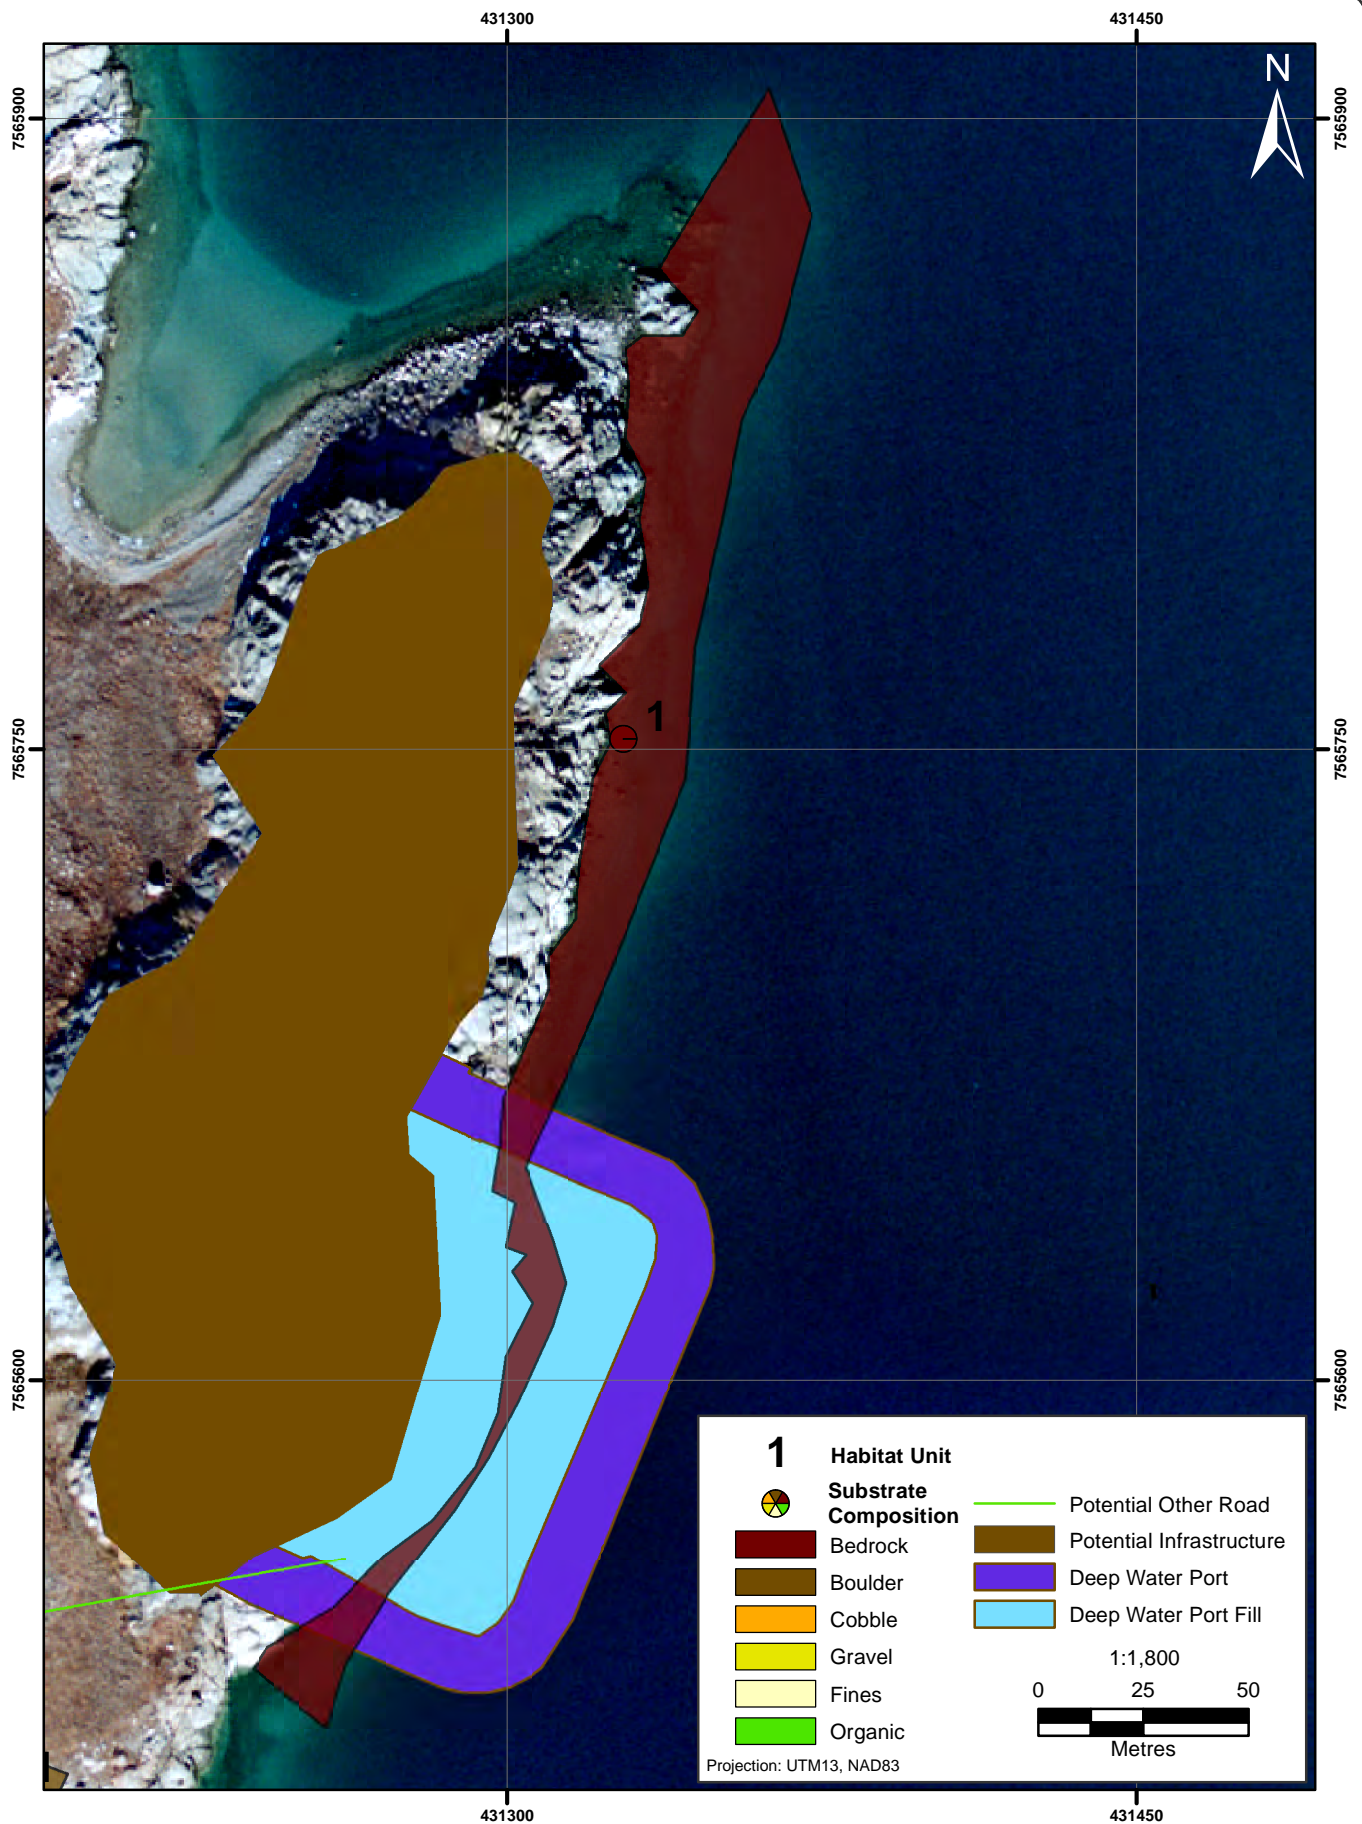 431300
431450
N
7565900
7565900
1
7565750
7565750
7565600
7565600
1
Habitat Unit
Substrate
Composition
Bedrock
Boulder
Cobble
Gravel
Fines
Organic
Potential Other Road
Potential Infrastructure
Deep Water Port
Deep Water Port Fill
1:1,800
0 25 50
Metres
Projection: UTM13, NAD83
431300
431450